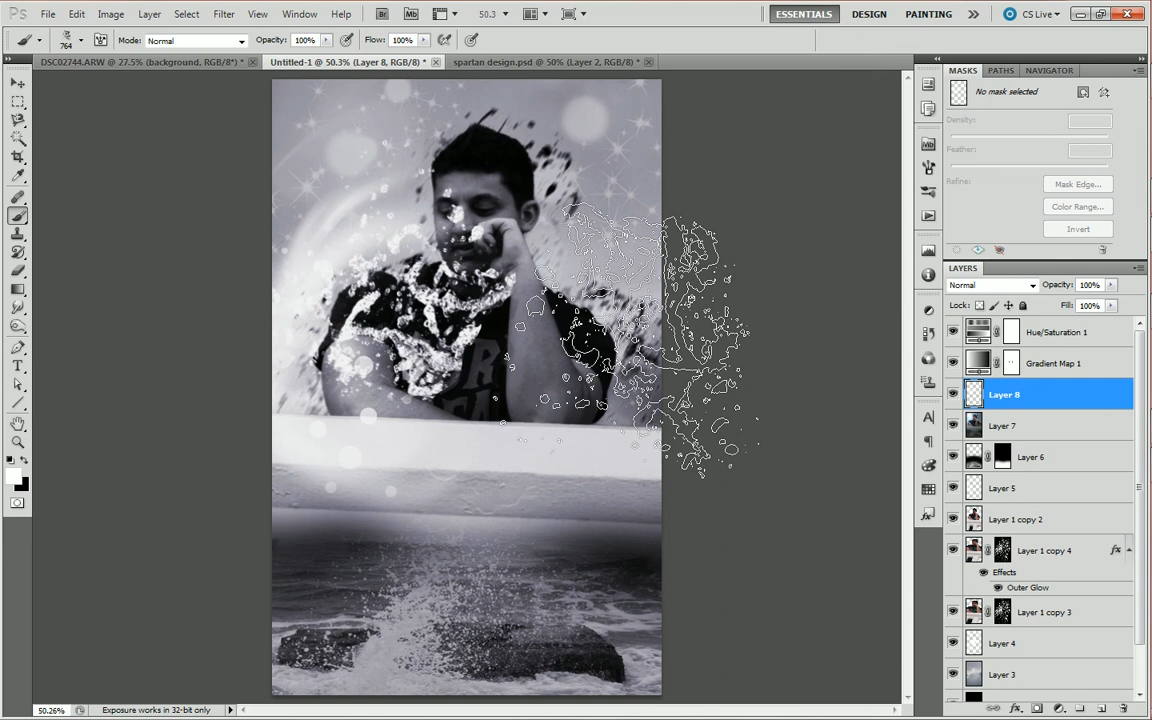 Ps File Edit Image Layer Select Filter View Window Help Br Mb 50.3 ESSENTIALS DESIGN PAINTING CS Live
764 Mode: Normal Opacity: 100% Flow: 100%
DSC02744.ARW @ 27.5% (background, RGB/8*) * Untitled-1 @ 50.3% (Layer 8, RGB/8) * spartan design.psd @ 50% (Layer 2, RGB/8) *
MASKS PATHS NAVIGATOR
No mask selected
Density:
Feather:
Refine:
Mask Edge...
Color Range...
Invert
LAYERS
Normal Opacity: 100%
Lock: Fill: 100%
Hue/Saturation 1
Gradient Map 1
Layer 8
Layer 7
Layer 6
Layer 5
Layer 1 copy 2
Layer 1 copy 4 fx
Effects
Outer Glow
Layer 1 copy 3
Layer 4
Layer 3
50.26% Exposure works in 32-bit only